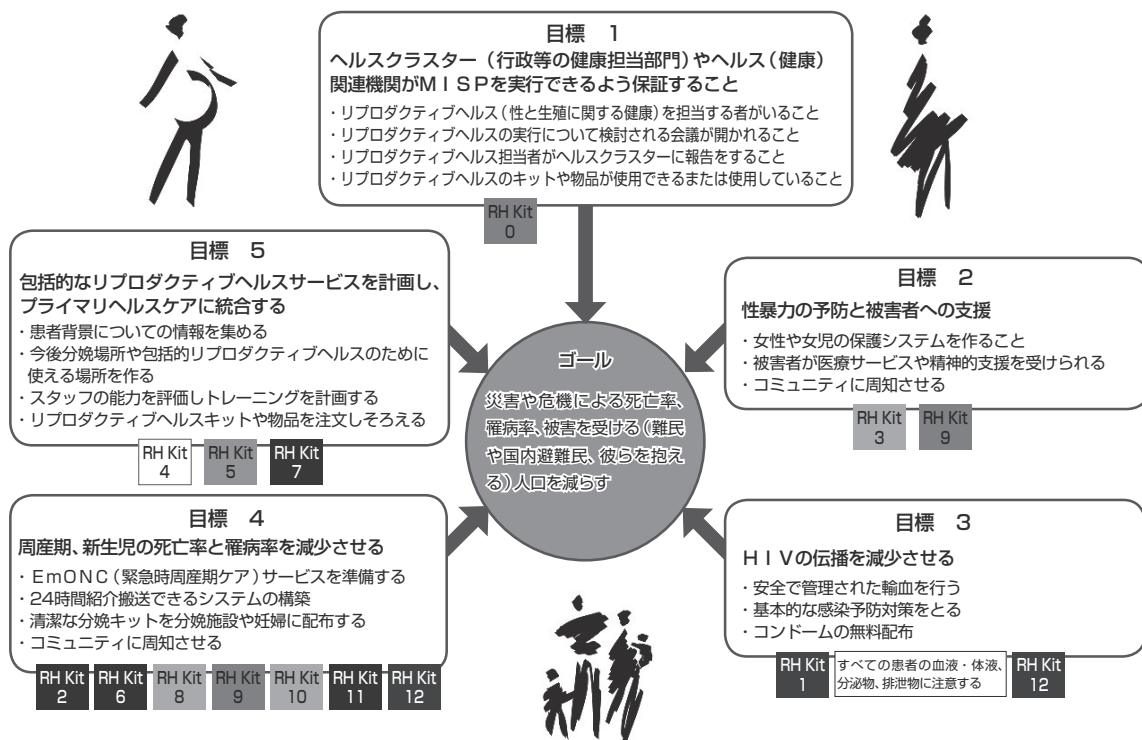 目標 1
ヘルスクラスター（行政等の健康担当部門）やヘルス（健康）
関連機関がＭＩＳＰを実行できるよう保証すること
・リプロダクティブヘルス（性と生殖に関する健康）を担当する者がいること
・リプロダクティブヘルスの実行について検討される会議が開かれること
・リプロダクティブヘルス担当者がヘルスクラスターに報告をすること
・リプロダクティブヘルスのキットや物品が使用できるまたは使用していること
RH Kit
0
目標 5
包括的なリプロダクティブヘルスサービスを計画し、
プライマリヘルスケアに統合する
・患者背景についての情報を集める
・今後分娩場所や包括的リプロダクティブヘルスのために
使える場所を作る
・スタッフの能力を評価しトレーニングを計画する
・リプロダクティブヘルスキットや物品を注文しそろえる
RH Kit
4
RH Kit
5
RH Kit
7
目標 2
性暴力の予防と被害者への支援
・女性や女児の保護システムを作ること
・被害者が医療サービスや精神的支援を受けられる
・コミュニティに周知させる
RH Kit
3
RH Kit
9
ゴール
災害や危機による死亡率、
罹病率、被害を受ける（難民
や国内避難民、彼らを抱え
る）人口を減らす
目標 4
周産期、新生児の死亡率と罹病率を減少させる
・ＥｍＯＮＣ（緊急時周産期ケア）サービスを準備する
・24時間紹介搬送できるシステムの構築
・清潔な分娩キットを分娩施設や妊婦に配布する
・コミュニティに周知させる
RH Kit
2
RH Kit
6
RH Kit
8
RH Kit
9
RH Kit
10
RH Kit
11
RH Kit
12
目標 3
ＨＩＶの伝播を減少させる
・安全で管理された輸血を行う
・基本的な感染予防対策をとる
・コンドームの無料配布
RH Kit
1
すべての患者の血液・体液、
分泌物、排泄物に注意する
RH Kit
12